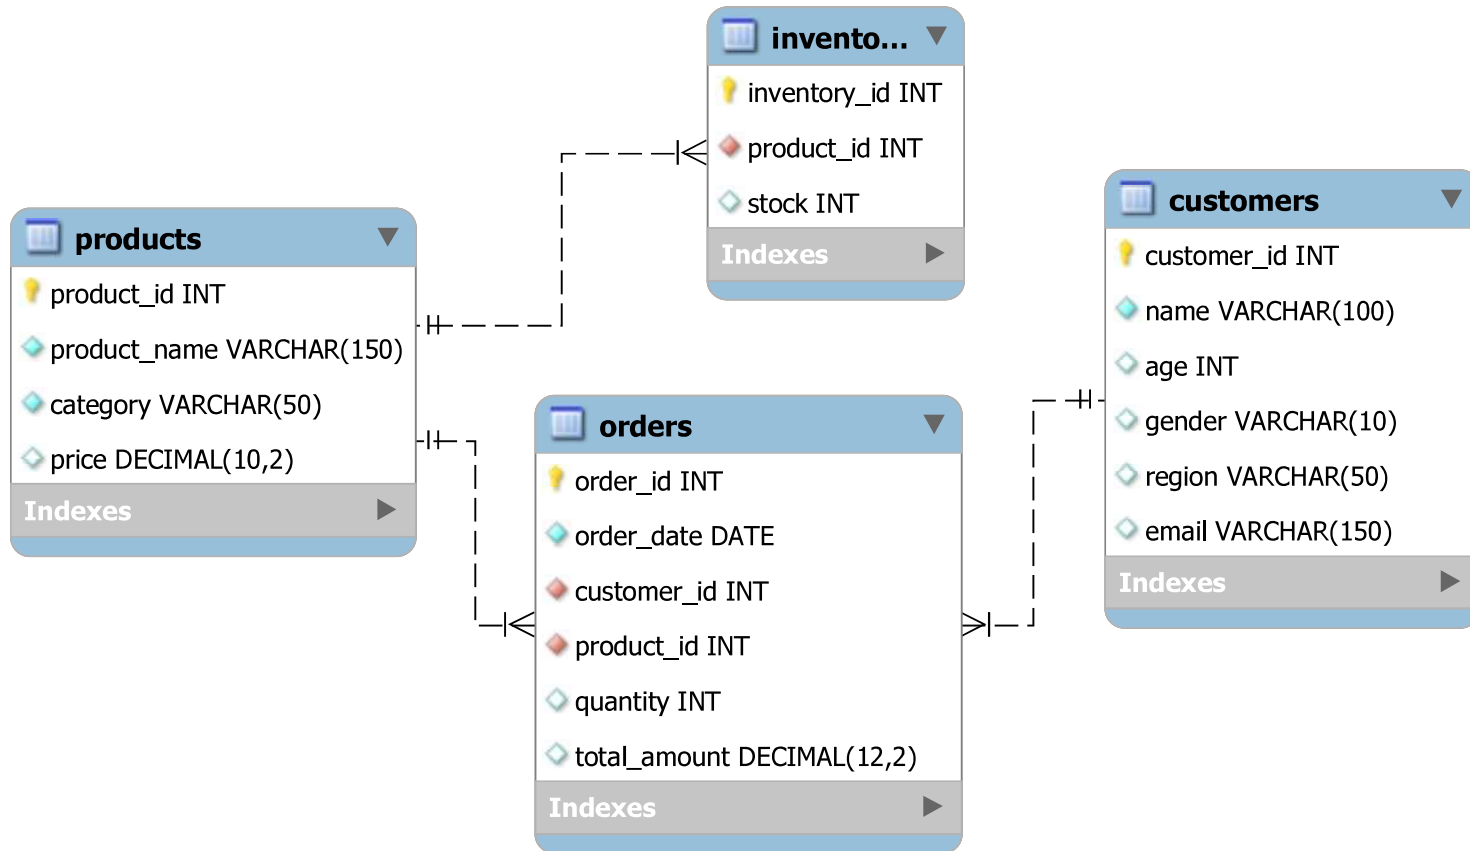 invento...
inventory_id INT
product_id INT
stock INT
Indexes
products
product_id INT
product_name VARCHAR(150)
category VARCHAR(50)
price DECIMAL(10,2)
Indexes
orders
order_id INT
order_date DATE
customer_id INT
product_id INT
quantity INT
total_amount DECIMAL(12,2)
Indexes
customers
customer_id INT
name VARCHAR(100)
age INT
gender VARCHAR(10)
region VARCHAR(50)
email VARCHAR(150)
Indexes